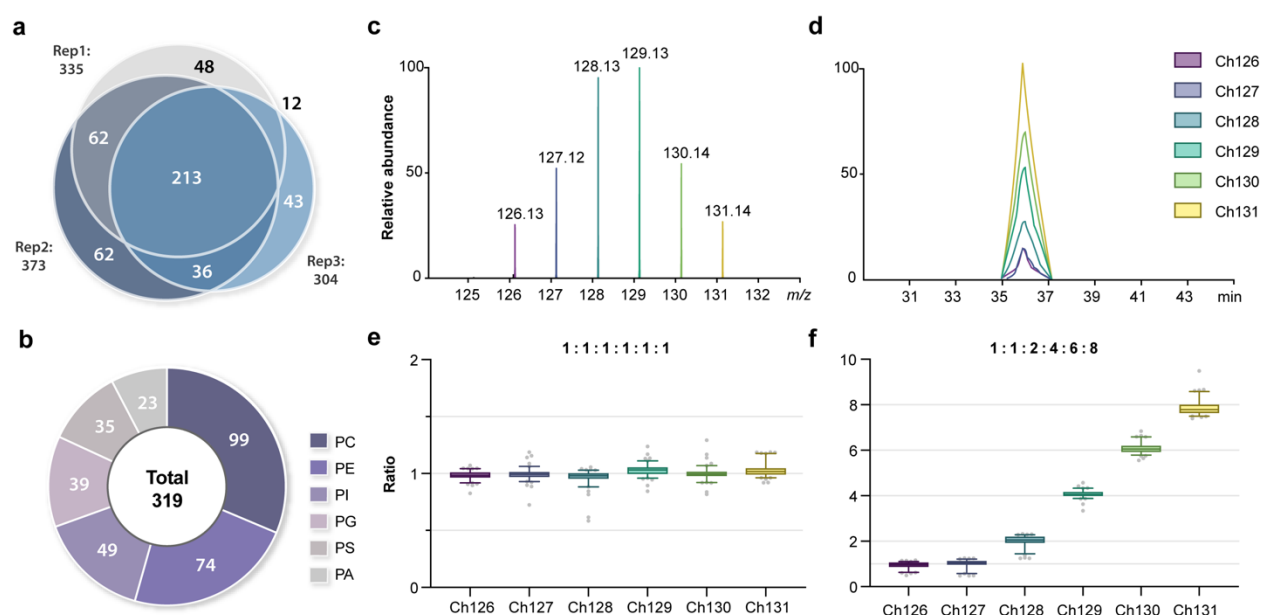 a
Rep1:
335
48
12
62
213
43
62
36
Rep2:
373
Rep3:
304
b
23
35
99
39
Total
319
49
74
PC
PE
PI
PG
PS
PA
c
Relative abundance
100
50
0
126.13
127.12
128.13
129.13
130.14
131.14
125 126 127 128 129 130 131 132 m/z
d
100
50
0
31 33 35 37 39 41 43 min
Ch126
Ch127
Ch128
Ch129
Ch130
Ch131
e
1 : 1 : 1 : 1 : 1 : 1
Ratio
2
1
0
Ch126 Ch127 Ch128 Ch129 Ch130 Ch131
f
1 : 1 : 2 : 4 : 6 : 8
10
8
6
4
2
0
Ch126 Ch127 Ch128 Ch129 Ch130 Ch131